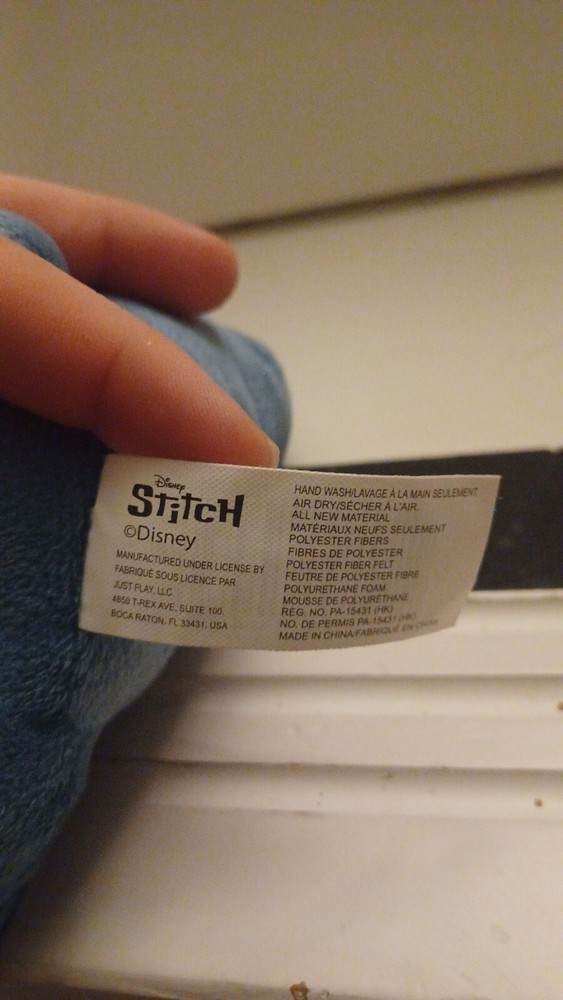 Disney
Stitch
©Disney
MANUFACTURED UNDER LICENSE BY
FABRIQUÉ SOUS LICENCE PAR
JUST PLAY, LLC
4850 T-REX AVE, SUITE 100,
BOCA RATON, FL 33431, USA
HAND WASH/LAVAGE À LA MAIN SEULEMENT
AIR DRY/SÉCHER À L'AIR.
ALL NEW MATERIAL
MATÉRIAUX NEUFS SEULEMENT
POLYESTER FIBERS
FIBRES DE POLYESTER
POLYESTER FIBER FELT
FEUTRE DE POLYESTER FIBRE
POLYURETHANE FOAM
MOUSSE DE POLYURÉTHANE
REG. NO. PA-15431 (HK)
NO. DE PERMIS PA-15431 (HK)
MADE IN CHINA/FABRIQUÉ EN CHINE